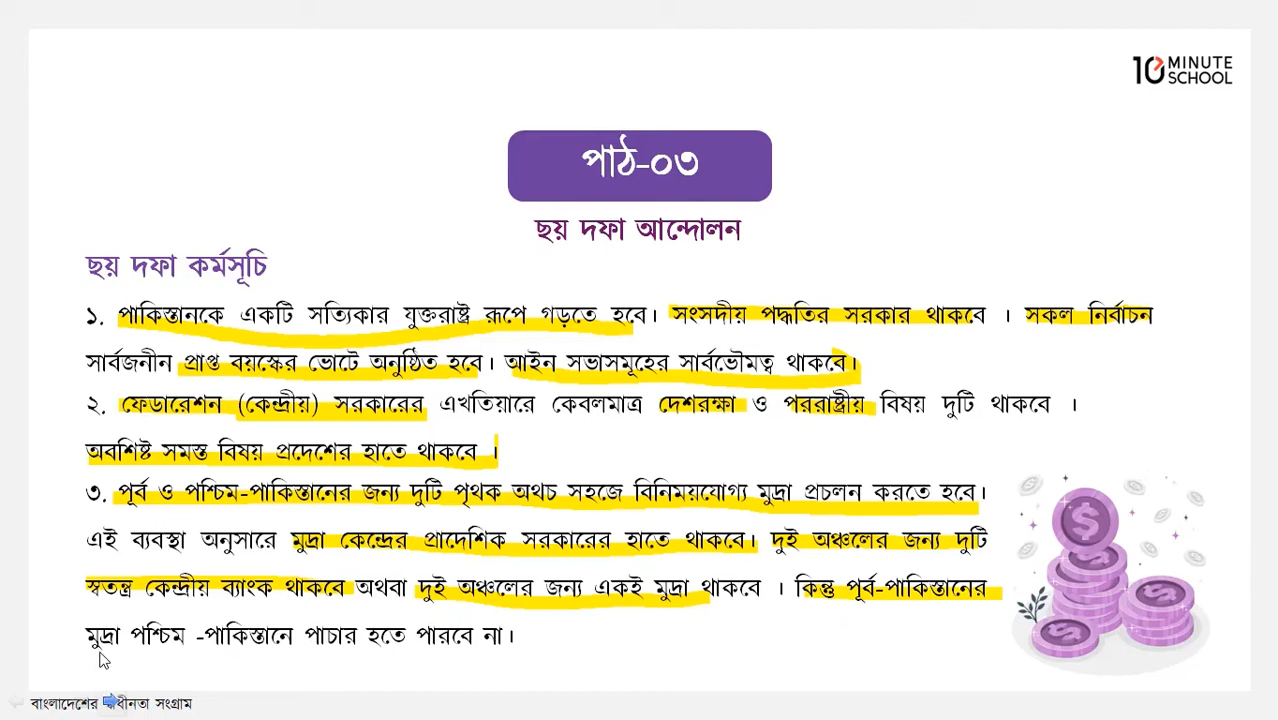 10 MINUTE
SCHOOL
পাঠ-০৩
ছয় দফা আন্দোলন
ছয় দফা কর্মসূচি
১. পাকিস্তানকে একটি সত্যিকার যুক্তরাষ্ট্র রূপে গড়তে হবে। সংসদীয় পদ্ধতির সরকার থাকবে । সকল নির্বাচন
সার্বজনীন প্রাপ্ত বয়স্কের ভোটে অনুষ্ঠিত হবে। আইন সভাসমূহের সার্বভৌমত্ব থাকবে।
২. ফেডারেশন (কেন্দ্রীয়) সরকারের এখতিয়ারে কেবলমাত্র দেশরক্ষা ও পররাষ্ট্রীয় বিষয় দুটি থাকবে ।
অবশিষ্ট সমস্ত বিষয় প্রদেশের হাতে থাকবে ।
৩. পূর্ব ও পশ্চিম-পাকিস্তানের জন্য দুটি পৃথক অথচ সহজে বিনিময়যোগ্য মুদ্রা প্রচলন করতে হবে।
এই ব্যবস্থা অনুসারে মুদ্রা কেন্দ্রের প্রাদেশিক সরকারের হাতে থাকবে। দুই অঞ্চলের জন্য দুটি
স্বতন্ত্র কেন্দ্রীয় ব্যাংক থাকবে অথবা দুই অঞ্চলের জন্য একই মুদ্রা থাকবে । কিন্তু পূর্ব-পাকিস্তানের
মুদ্রা পশ্চিম -পাকিস্তানে পাচার হতে পারবে না।
বাংলাদেশের স্বাধীনতা সংগ্রাম